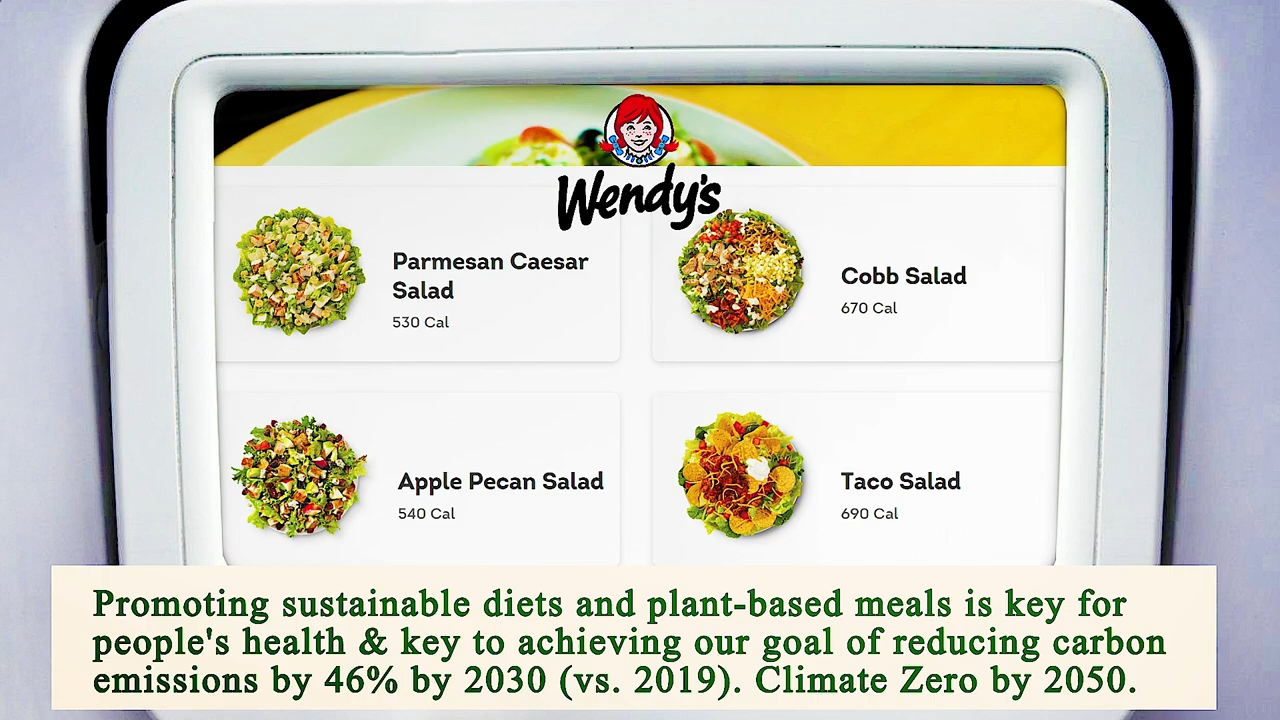 Wendy's
Parmesan Caesar
Salad
530 Cal
Cobb Salad
670 Cal
Apple Pecan Salad
540 Cal
Taco Salad
690 Cal
Promoting sustainable diets and plant-based meals is key for
people's health & key to achieving our goal of reducing carbon
emissions by 46% by 2030 (vs. 2019). Climate Zero by 2050.